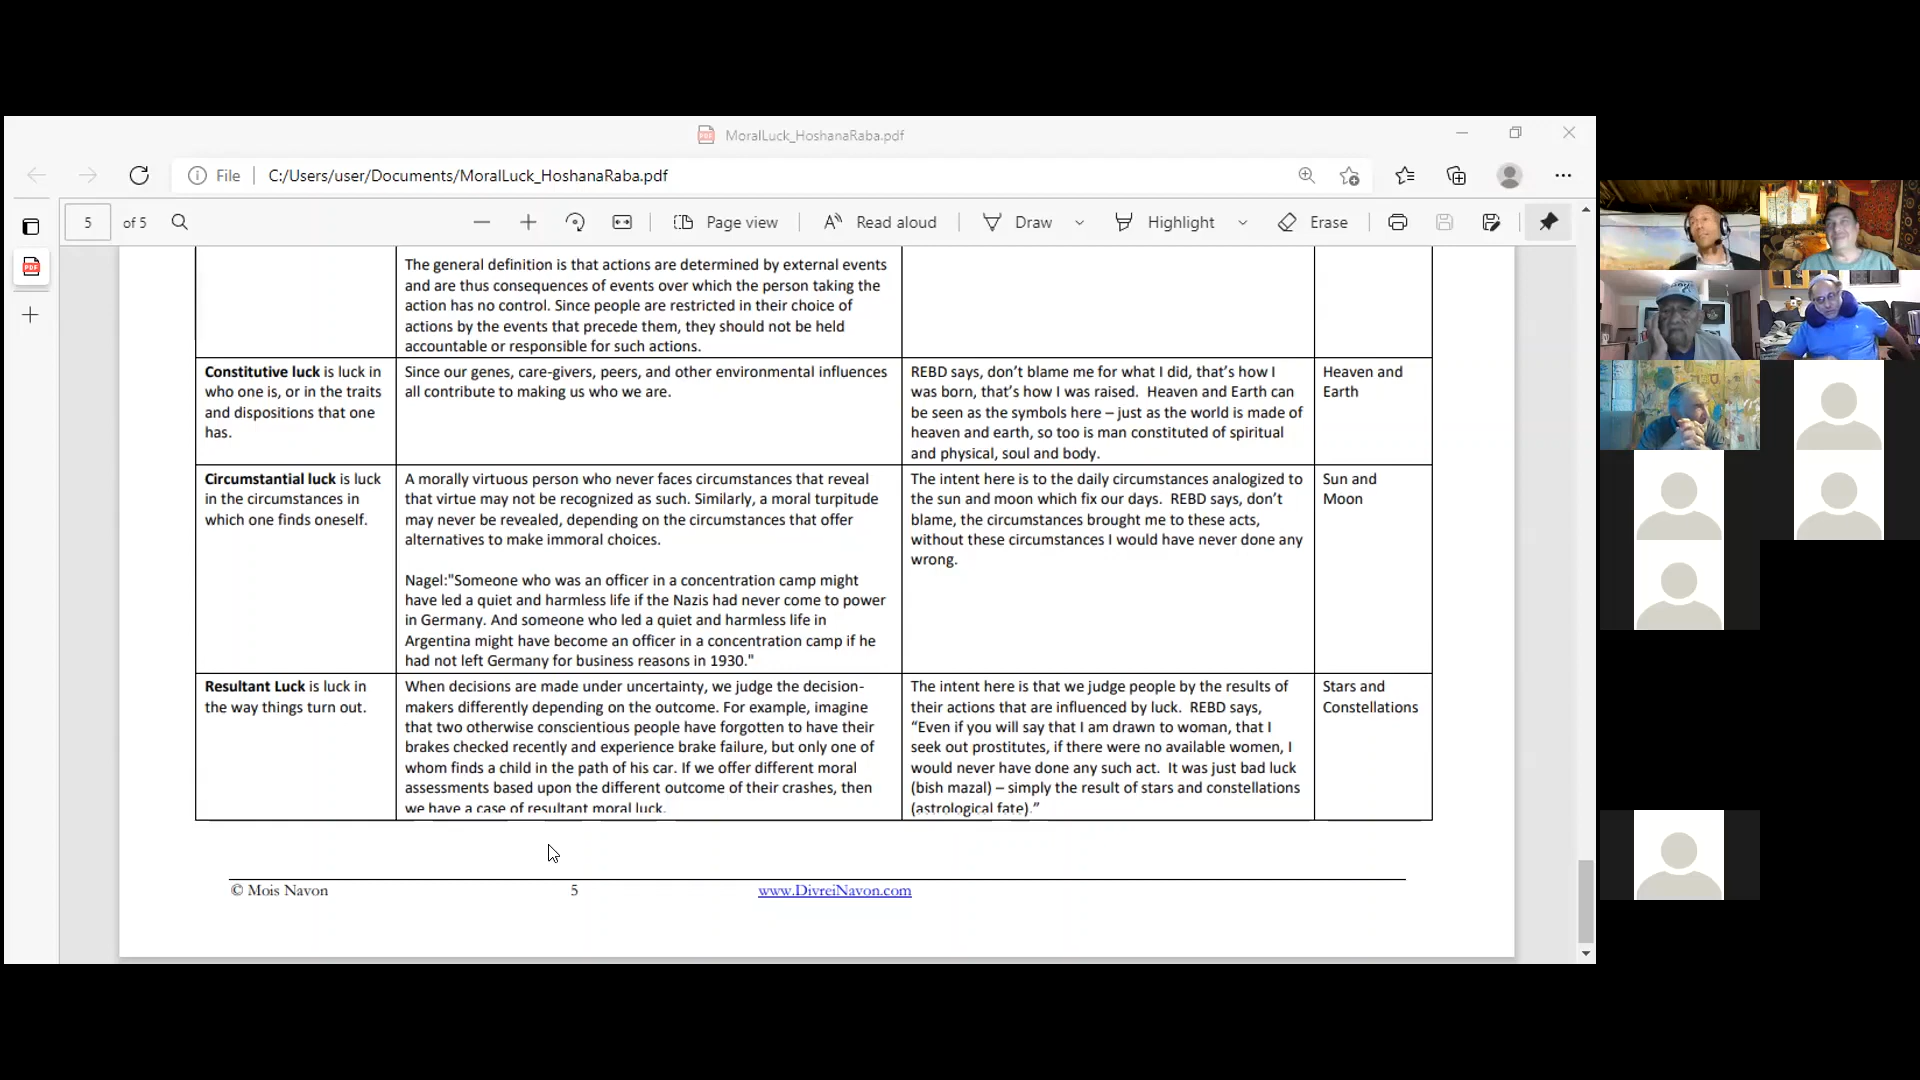 MoralLuck_HoshanaRaba.pdf
File
C:/Users/user/Documents/MoralLuck_HoshanaRaba.pdf
5 of 5
Page view
Read aloud
Draw
Highlight
Erase
The general definition is that actions are determined by external events
and are thus consequences of events over which the person taking the
action has no control. Since people are restricted in their choice of
actions by the events that precede them, they should not be held
accountable or responsible for such actions.
Constitutive luck is luck in
who one is, or in the traits
and dispositions that one
has.
Since our genes, care-givers, peers, and other environmental influences
all contribute to making us who we are.
REBD says, don't blame me for what I did, that's how I
was born, that's how I was raised. Heaven and Earth can
be seen as the symbols here – just as the world is made of
heaven and earth, so too is man constituted of spiritual
and physical, soul and body.
Heaven and
Earth
Circumstantial luck is luck
in the circumstances in
which one finds oneself.
A morally virtuous person who never faces circumstances that reveal
that virtue may not be recognized as such. Similarly, a moral turpitude
may never be revealed, depending on the circumstances that offer
alternatives to make immoral choices.
Nagel:"Someone who was an officer in a concentration camp might
have led a quiet and harmless life if the Nazis had never come to power
in Germany. And someone who led a quiet and harmless life in
Argentina might have become an officer in a concentration camp if he
had not left Germany for business reasons in 1930."
The intent here is to the daily circumstances analogized to
the sun and moon which fix our days. REBD says, don't
blame, the circumstances brought me to these acts,
without these circumstances I would have never done any
wrong.
Sun and
Moon
Resultant Luck is luck in
the way things turn out.
When decisions are made under uncertainty, we judge the decision-
makers differently depending on the outcome. For example, imagine
that two otherwise conscientious people have forgotten to have their
brakes checked recently and experience brake failure, but only one of
whom finds a child in the path of his car. If we offer different moral
assessments based upon the different outcome of their crashes, then
we have a case of resultant moral luck.
The intent here is that we judge people by the results of
their actions that are influenced by luck. REBD says,
“Even if you will say that I am drawn to woman, that I
seek out prostitutes, if there were no available women, I
would never have done any such act. It was just bad luck
(bish mazal) – simply the result of stars and constellations
(astrological fate).”
Stars and
Constellations
© Mois Navon
5
www.DivreiNavon.com